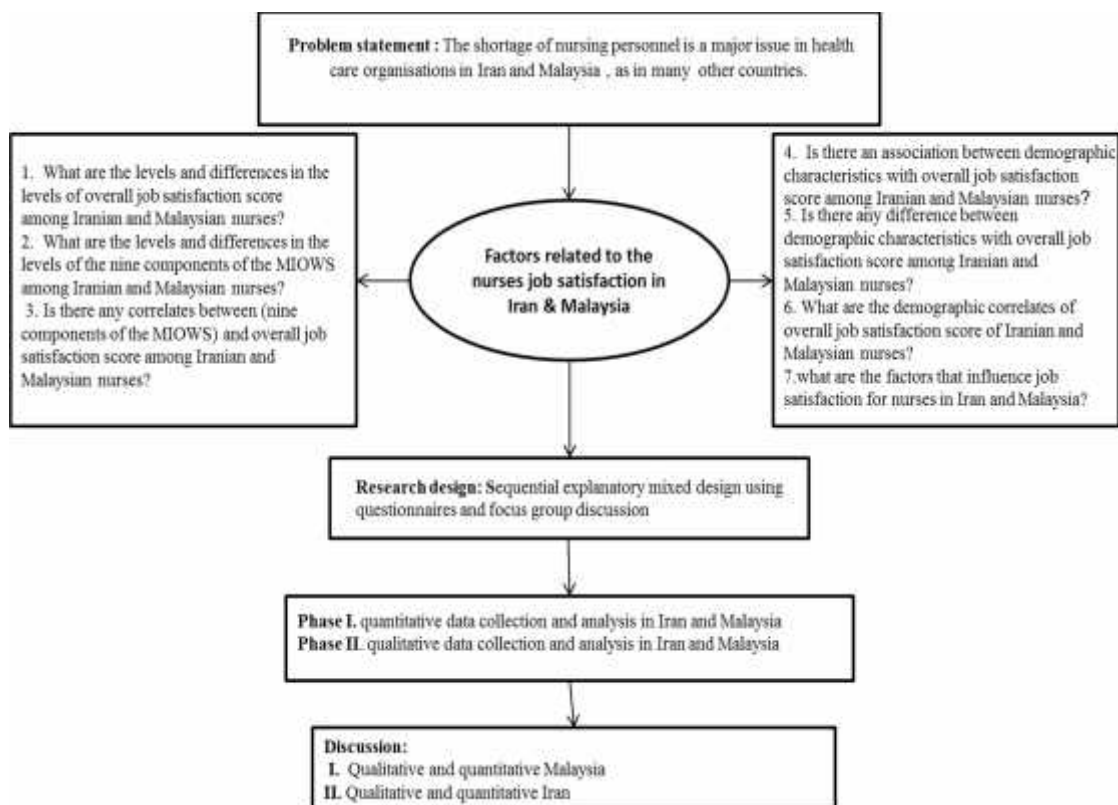 Problem statement : The shortage of nursing personnel is a major issue in health
care organisations in Iran and Malaysia , as in many other countries.
1. What are the levels and differences in the
levels of overall job satisfaction score
among Iranian and Malaysian nurses?
2. What are the levels and differences in the
levels of the nine components of the MIOWS
among Iranian and Malaysian nurses?
3. Is there any correlates between (nine
components of the MIOWS) and overall job
satisfaction score among Iranian and
Malaysian nurses?
Factors related to the
nurses job satisfaction in
Iran & Malaysia
4. Is there an association between demographic
characteristics with overall job satisfaction
score among Iranian and Malaysian nurses?
5. Is there any difference between
demographic characteristics with overall job
satisfaction score among Iranian and
Malaysian nurses?
6. What are the demographic correlates of
overall job satisfaction score of Iranian and
Malaysian nurses?
7.what are the factors that influence job
satisfaction for nurses in Iran and Malaysia?
Research design: Sequential explanatory mixed design using
questionnaires and focus group discussion
Phase I. quantitative data collection and analysis in Iran and Malaysia
Phase II. qualitative data collection and analysis in Iran and Malaysia
Discussion:
I. Qualitative and quantitative Malaysia
II. Qualitative and quantitative Iran